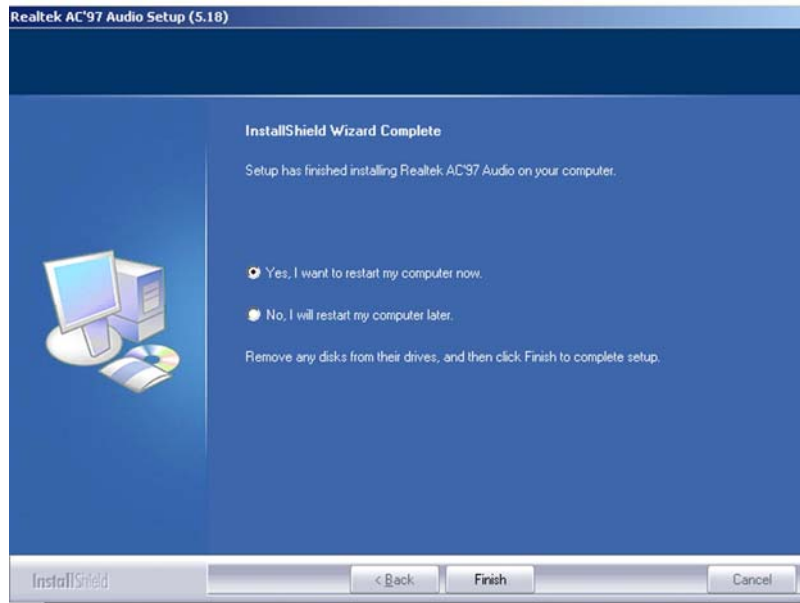 Realtek AC'97 Audio Setup (5.18)
InstallShield Wizard Complete
Setup has finished installing Realtek AC'97 Audio on your computer.
Yes, I want to restart my computer now.
No, I will restart my computer later.
Remove any disks from their drives, and then click Finish to complete setup.
InstallShield
< Back
Finish
Cancel